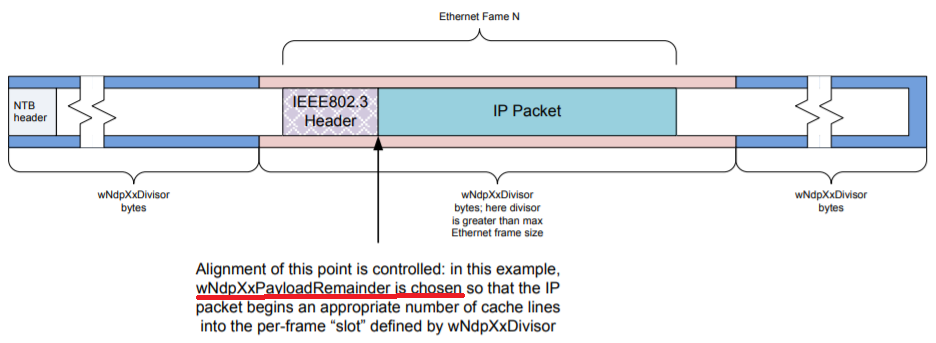 Ethernet Fame N
NTB
header
IEEE802.3
Header
IP Packet
wNdpXxDivisor
bytes
wNdpXxDivisor
bytes; here divisor
is greater than max
Ethernet frame size
wNdpXxDivisor
bytes
Alignment of this point is controlled: in this example,
wNdpXxPayloadRemainder is chosen so that the IP
packet begins an appropriate number of cache lines
into the per-frame “slot” defined by wNdpXxDivisor